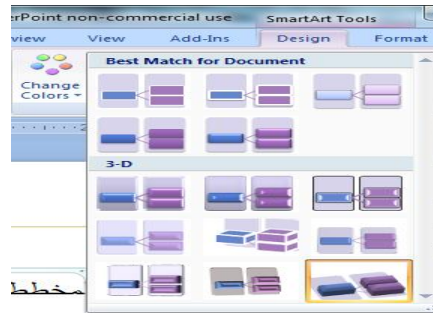 erPoint non-commercial use SmartArt Tools
view View Add-Ins Design Format
Change
Colors
Best Match for Document
3-D
مخطط